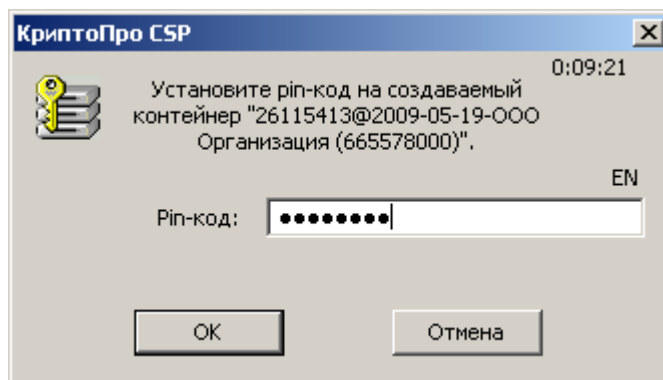 КриптоПро CSP
0:09:21
Установите pin-код на создаваемый
контейнер "26115413@2009-05-19-ООО
Организация (665578000)".
EN
Pin-код: ●●●●●●●●
OK
Отмена